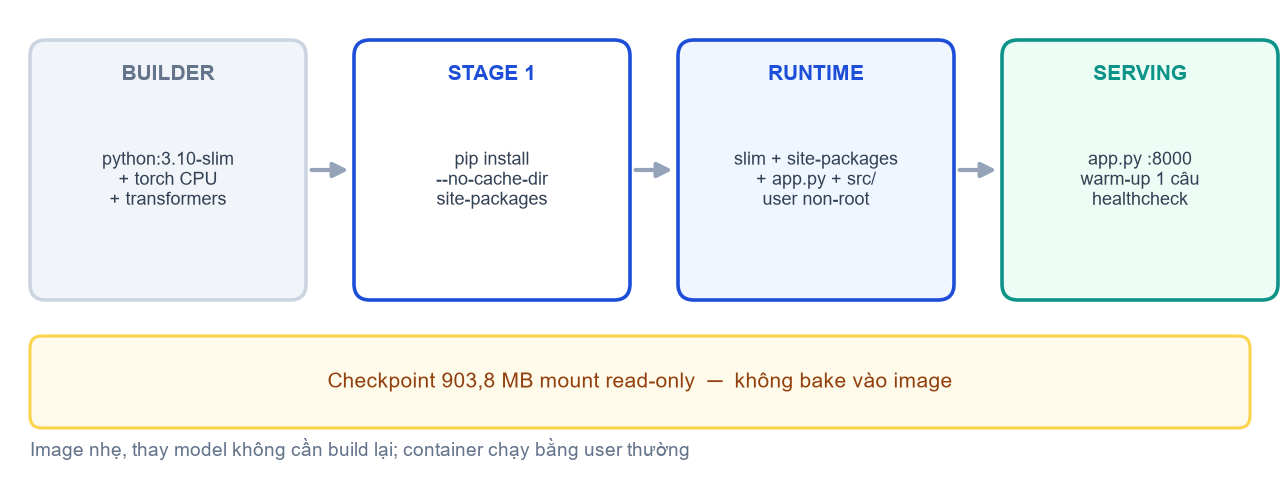 BUILDER
python:3.10-slim
+ torch CPU
+ transformers
STAGE 1
pip install
--no-cache-dir
site-packages
RUNTIME
slim + site-packages
+ app.py + src/
user non-root
SERVING
app.py :8000
warm-up 1 câu
healthcheck
Checkpoint 903,8 MB mount read-only — không bake vào image
Image nhẹ, thay model không cần build lại; container chạy bằng user thường